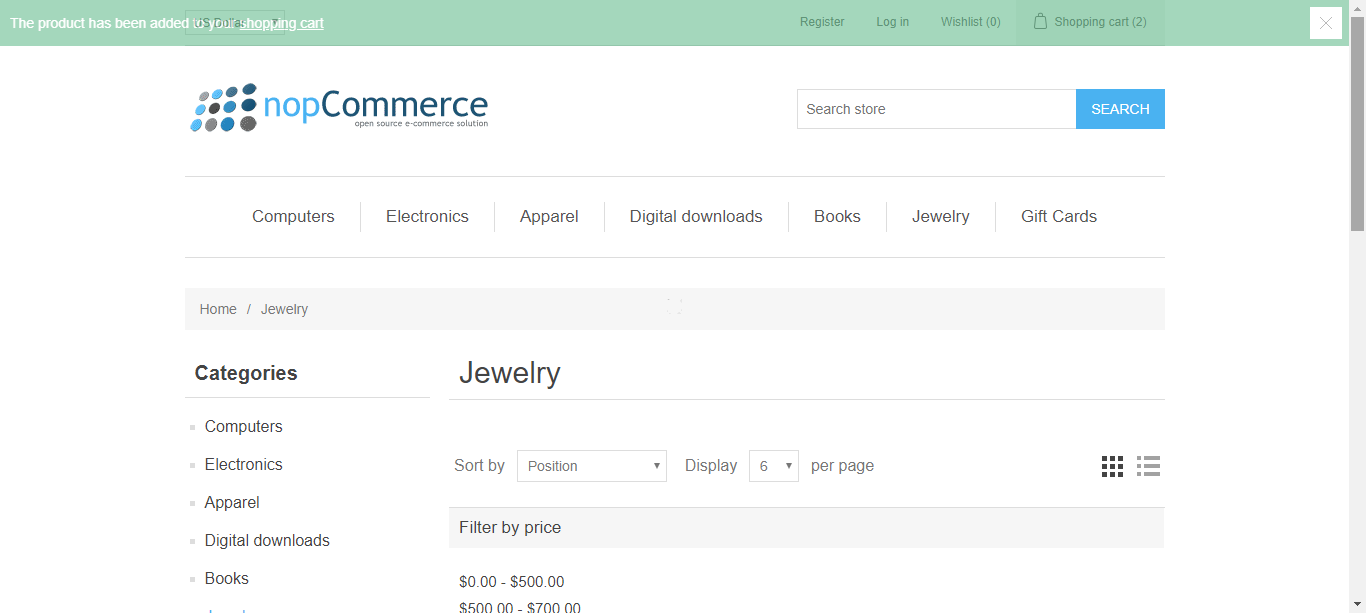 The product has been added to your shopping cart
US Dollar
Register
Log in
Wishlist (0)
Shopping cart (2)
nopCommerce
open source e-commerce solution
Search store
SEARCH
Computers
Electronics
Apparel
Digital downloads
Books
Jewelry
Gift Cards
Home / Jewelry
Categories
Computers
Electronics
Apparel
Digital downloads
Books
Jewelry
Sort by
Position
Display
6
per page
Filter by price
$0.00 - $500.00
$500.00 - $700.00